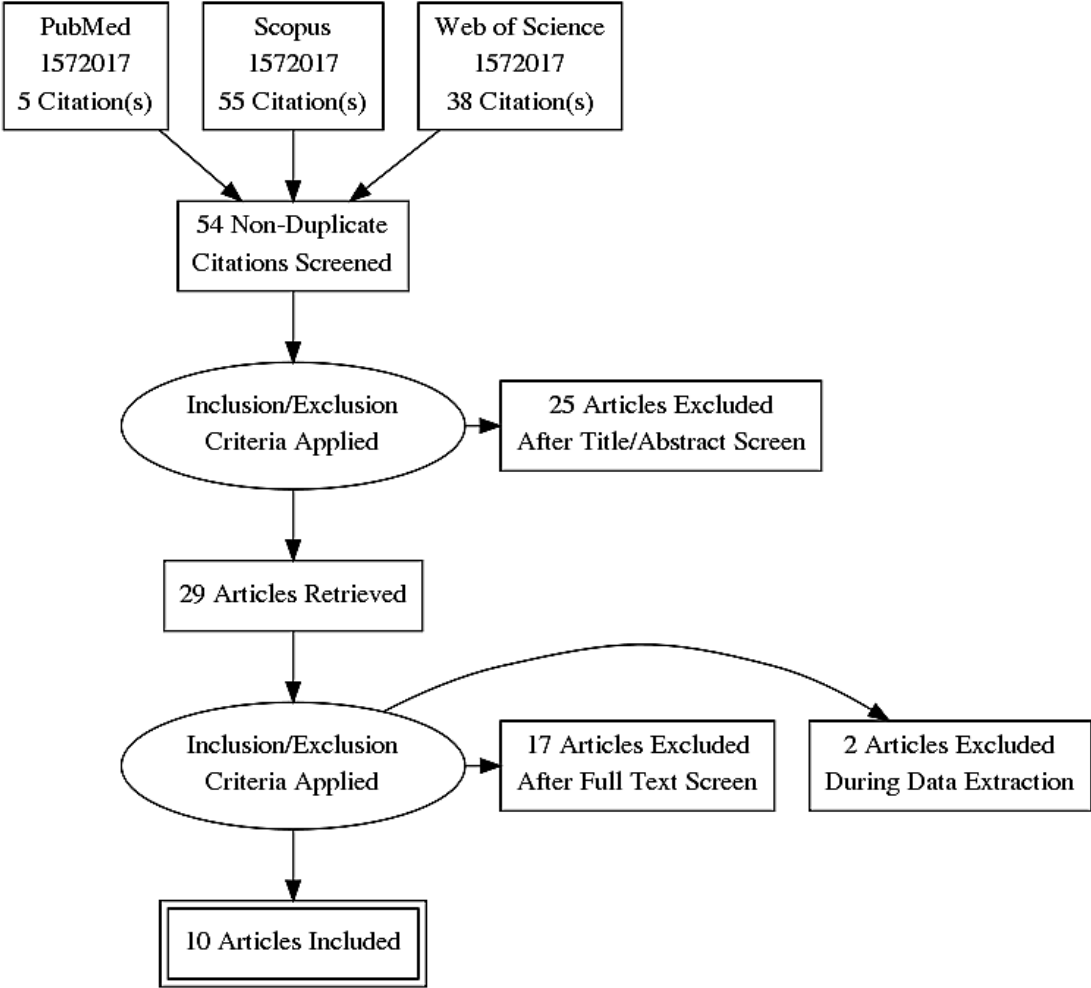 PubMed
1572017
5 Citation(s)
Scopus
1572017
55 Citation(s)
Web of Science
1572017
38 Citation(s)
54 Non-Duplicate
Citations Screened
Inclusion/Exclusion
Criteria Applied
25 Articles Excluded
After Title/Abstract Screen
29 Articles Retrieved
Inclusion/Exclusion
Criteria Applied
17 Articles Excluded
After Full Text Screen
2 Articles Excluded
During Data Extraction
10 Articles Included